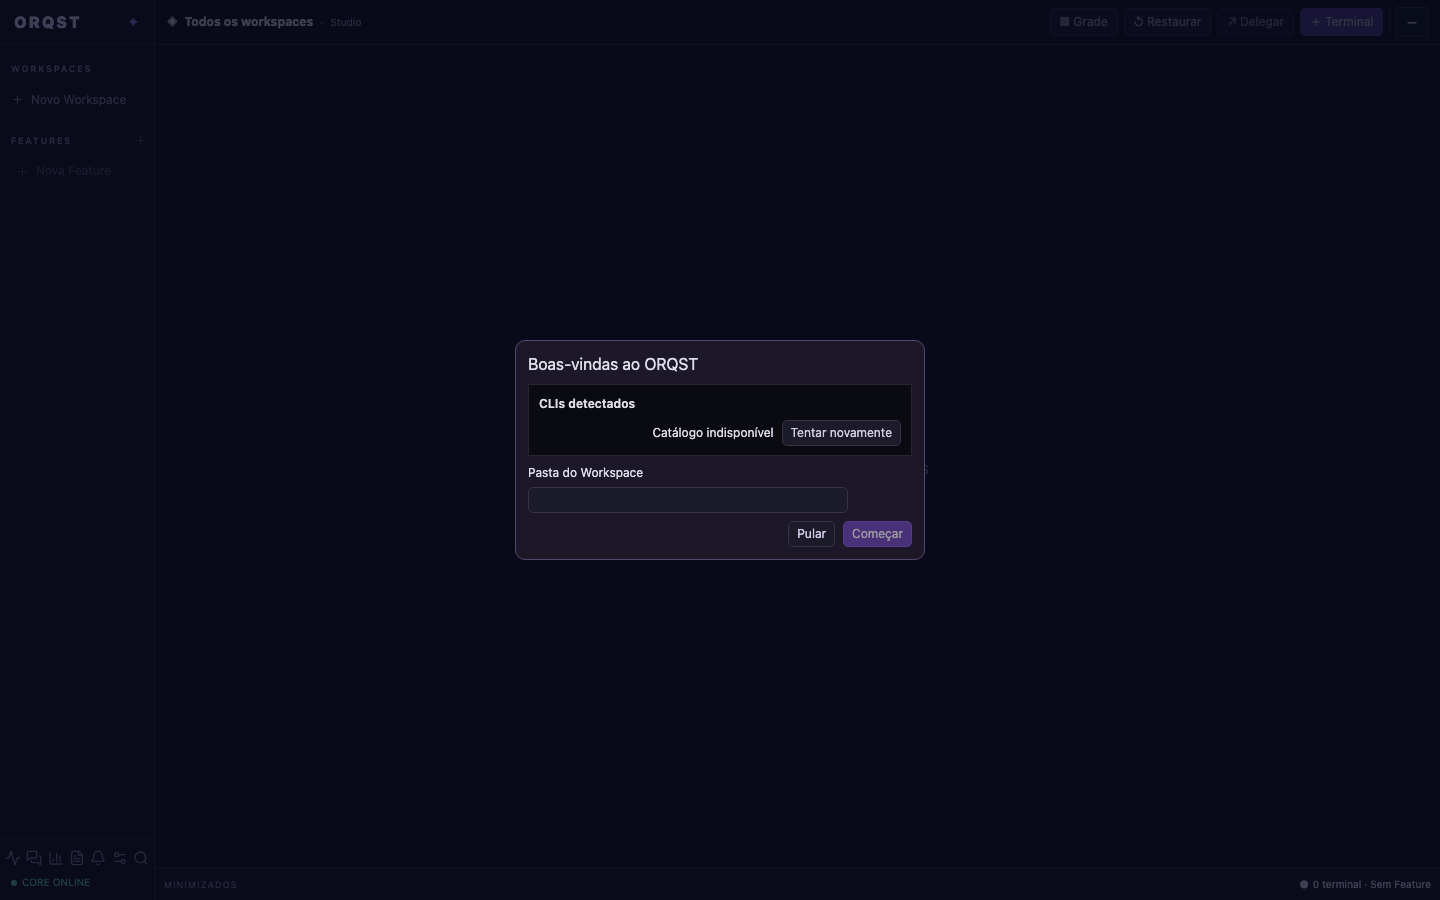 ORQST
Todos os workspaces · Studio
Grade
Restaurar
Delegar
+ Terminal
WORKSPACES
+ Novo Workspace
FEATURES +
+ Nova Feature
Boas-vindas ao ORQST
CLIs detectados
Catálogo indisponível
Tentar novamente
Pasta do Workspace
Pular
Começar
CORE ONLINE
MINIMIZADOS
0 terminal · Sem Feature